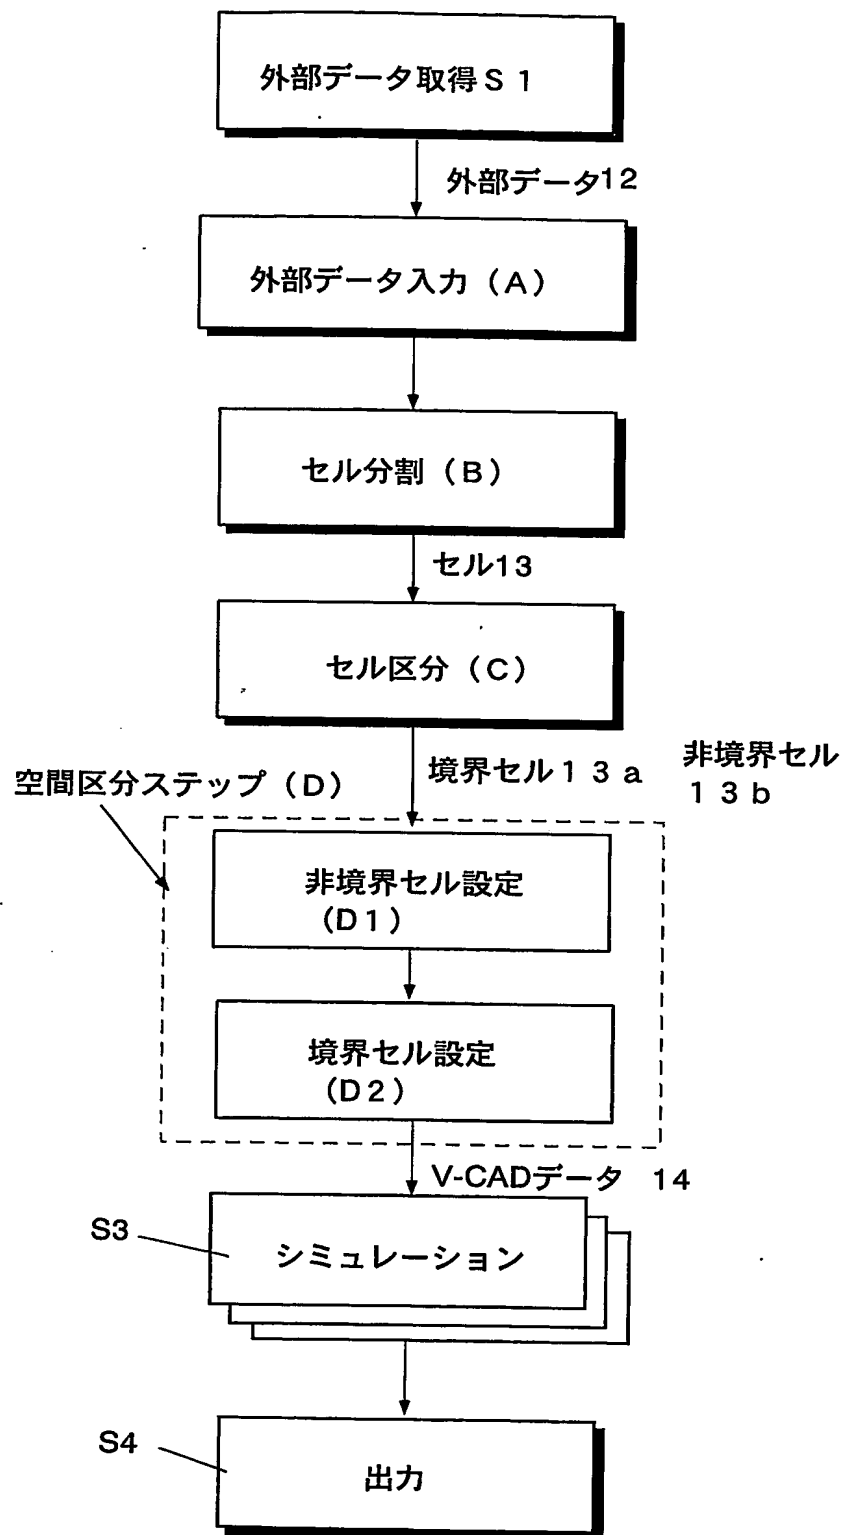 外部データ取得S1
外部データ12
外部データ入力（A）
セル分割（B）
セル13
セル区分（C）
境界セル13a
非境界セル
13b
空間区分ステップ（D）
非境界セル設定
（D1）
境界セル設定
（D2）
V-CADデータ 14
S3
シミュレーション
S4
出力